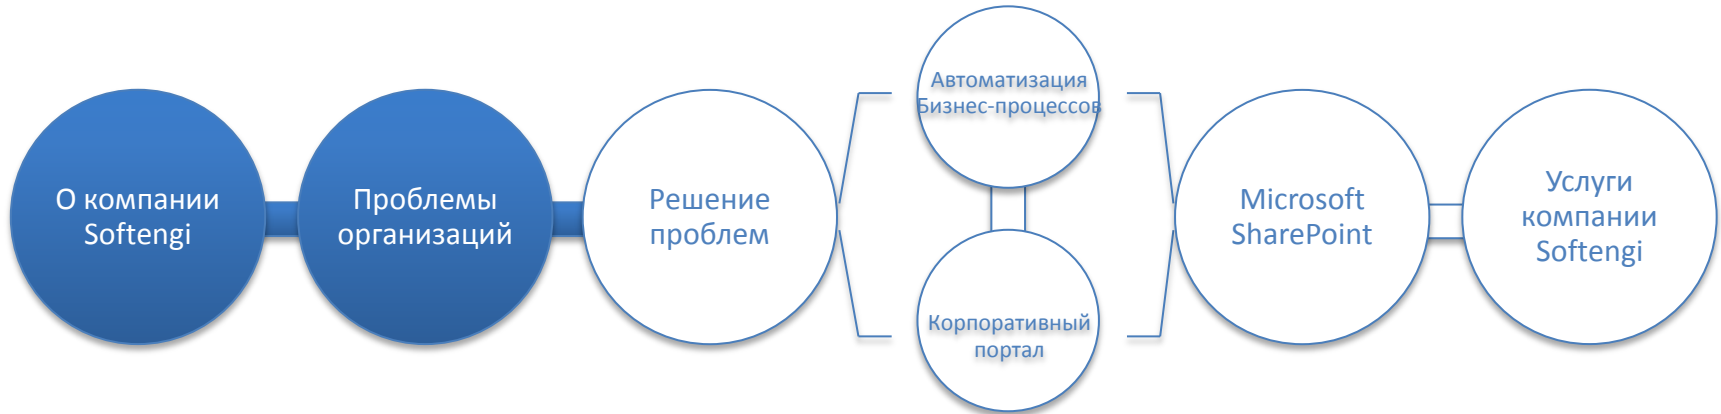 О компании
Softengi
Проблемы
организаций
Решение
проблем
Автоматизация
Бизнес-процессов
Корпоративный
портал
Microsoft
SharePoint
Услуги
компании
Softengi